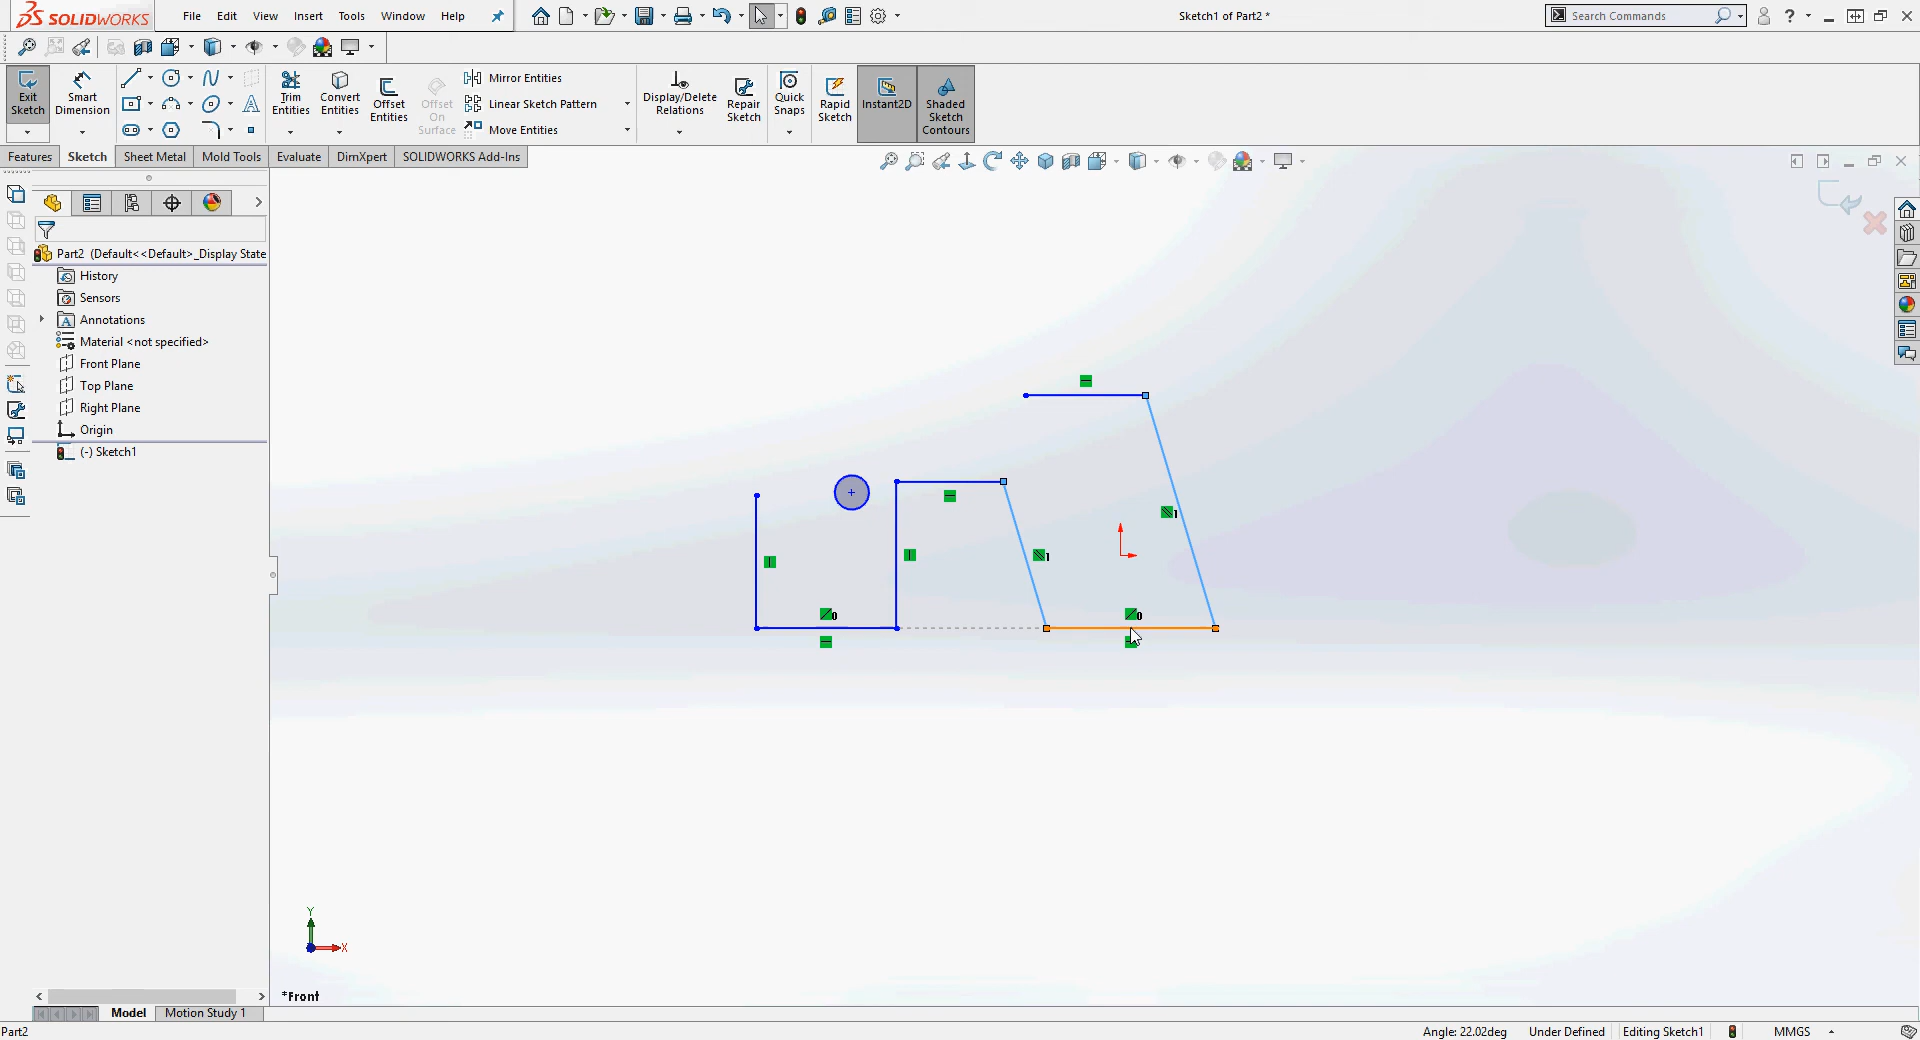 SOLIDWORKS File Edit View Insert Tools Window Help Sketch1 of Part2 * Search Commands ?
Exit Sketch
Smart Dimension
Trim Entities
Convert Entities
Offset Entities
Offset On Surface
Mirror Entities
Linear Sketch Pattern
Move Entities
Display/Delete Relations
Repair Sketch
Quick Snaps
Rapid Sketch
Instant2D
Shaded Sketch Contours
Features Sketch Sheet Metal Mold Tools Evaluate DimXpert SOLIDWORKS Add-Ins
Part2 (Default<<Default>_Display State
History
Sensors
Annotations
Material <not specified>
Front Plane
Top Plane
Right Plane
Origin
(-) Sketch1
1
1
0
0
Y
X
*Front
Model Motion Study 1
Part2 Angle: 22.02deg Under Defined Editing Sketch1 MMGS